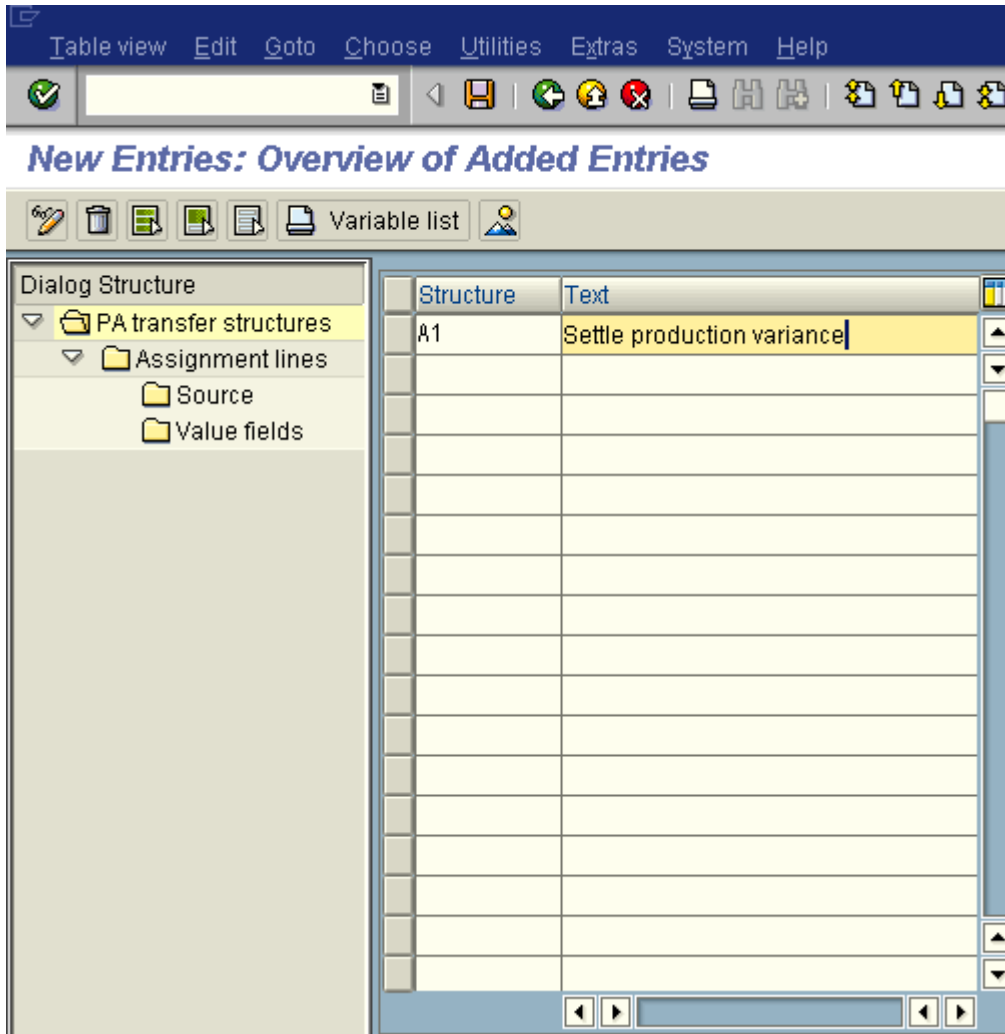 Table view Edit Goto Choose Utilities Extras System Help
New Entries: Overview of Added Entries
Variable list
Dialog Structure
PA transfer structures
Assignment lines
Source
Value fields
Structure Text
A1 Settle production variance